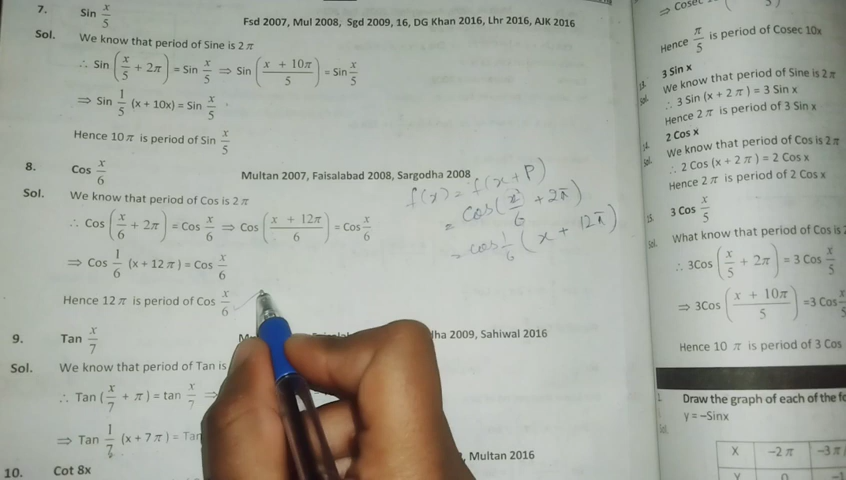 7. Sin x/5
Fsd 2007, Mul 2008, Sgd 2009, 16, DG Khan 2016, Lhr 2016, AJK 2016
Sol. We know that period of Sine is 2π
∴ Sin (x/5 + 2π) = Sin x/5 ⇒ Sin (x + 10π / 5) = Sin x/5
⇒ Sin 1/5 (x + 10x) = Sin x/5
Hence 10π is period of Sin x/5
8. Cos x/6
Multan 2007, Faisalabad 2008, Sargodha 2008
Sol. We know that period of Cos is 2π
∴ Cos (x/6 + 2π) = Cos x/6 ⇒ Cos (x + 12π / 6) = Cos x/6
⇒ Cos 1/6 (x + 12π) = Cos x/6
Hence 12π is period of Cos x/6
f(x) = f(x + P)
= cos(x/6 + 2π)
= cos 1/6 (x + 12π)
9. Tan x/7
dha 2009, Sahiwal 2016
Sol. We know that period of Tan is
∴ Tan (x/7 + π) = tan x/7 ⇒
⇒ Tan 1/7 (x + 7π) = Tan
Multan 2016
10. Cot 8x
⇒ Cosec
Hence π/5 is period of Cosec 10x
3 Sin x
Sol. We know that period of Sine is 2π
∴ 3 Sin (x + 2π) = 3 Sin x
Hence 2π is period of 3 Sin x
2 Cos x
Sol. We know that period of Cos is 2π
∴ 2 Cos (x + 2π) = 2 Cos x
Hence 2π is period of 2 Cos x
3 Cos x/5
Sol. What know that period of Cos is
∴ 3Cos (x/5 + 2π) = 3 Cos x/5
⇒ 3Cos (x + 10π / 5) =3 Cos x/5
Hence 10 π is period of 3 Cos
Draw the graph of each of the fo
y = –Sinx
X –2π –3π
Y 0 –1